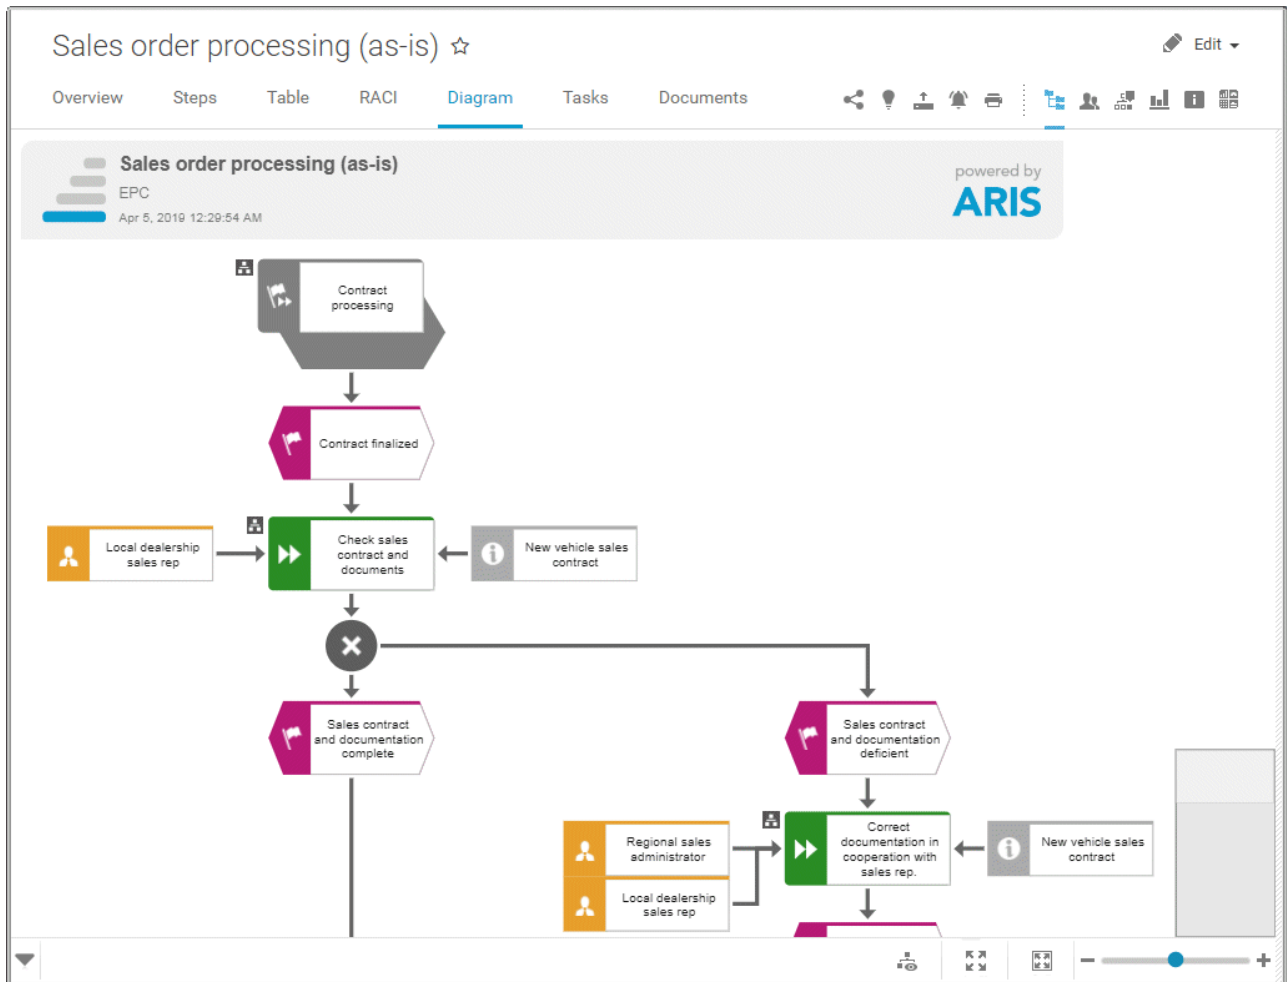 Sales order processing (as-is)
Edit
Overview
Steps
Table
RACI
Diagram
Tasks
Documents
Sales order processing (as-is)
EPC
Apr 5, 2019 12:29:54 AM
powered by
ARIS
Contract
processing
Contract finalized
Local dealership
sales rep
Check sales
contract and
documents
New vehicle sales
contract
Sales contract
and documentation
complete
Sales contract
and documentation
deficient
Regional sales
administrator
Correct
documentation in
cooperation with
sales rep.
New vehicle sales
contract
Local dealership
sales rep